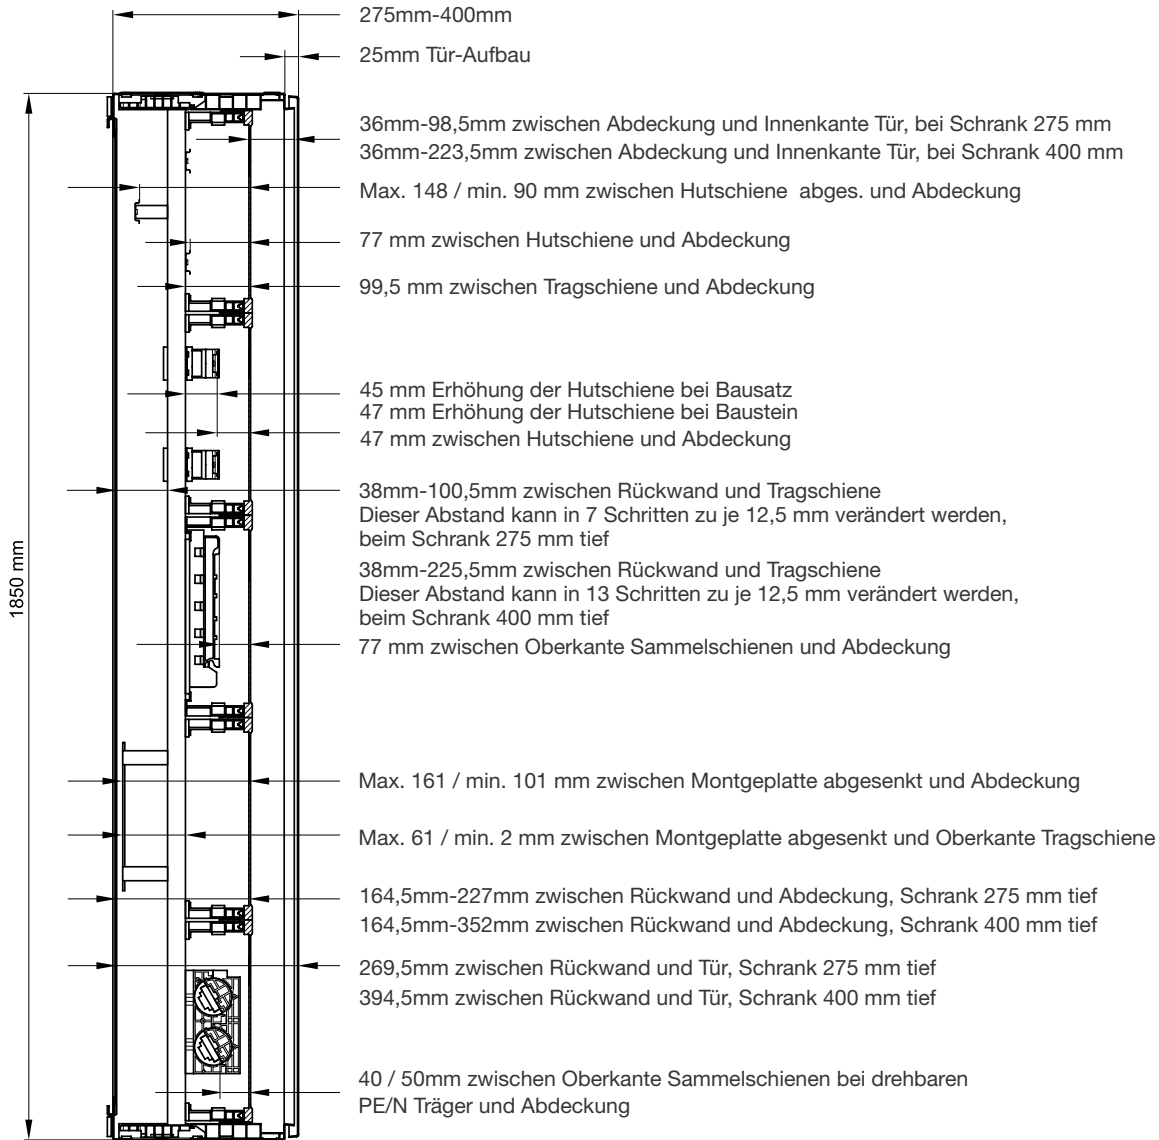 275mm-400mm
25mm Tür-Aufbau
36mm-98,5mm zwischen Abdeckung und Innenkante Tür, bei Schrank 275 mm
36mm-223,5mm zwischen Abdeckung und Innenkante Tür, bei Schrank 400 mm
Max. 148 / min. 90 mm zwischen Hutschiene abges. und Abdeckung
77 mm zwischen Hutschiene und Abdeckung
99,5 mm zwischen Tragschiene und Abdeckung
45 mm Erhöhung der Hutschiene bei Bausatz
47 mm Erhöhung der Hutschiene bei Baustein
47 mm zwischen Hutschiene und Abdeckung
38mm-100,5mm zwischen Rückwand und Tragschiene
Dieser Abstand kann in 7 Schritten zu je 12,5 mm verändert werden,
beim Schrank 275 mm tief
38mm-225,5mm zwischen Rückwand und Tragschiene
Dieser Abstand kann in 13 Schritten zu je 12,5 mm verändert werden,
beim Schrank 400 mm tief
1850 mm
77 mm zwischen Oberkante Sammelschienen und Abdeckung
Max. 161 / min. 101 mm zwischen Montgeplatte abgesenkt und Abdeckung
Max. 61 / min. 2 mm zwischen Montgeplatte abgesenkt und Oberkante Tragschiene
164,5mm-227mm zwischen Rückwand und Abdeckung, Schrank 275 mm tief
164,5mm-352mm zwischen Rückwand und Abdeckung, Schrank 400 mm tief
269,5mm zwischen Rückwand und Tür, Schrank 275 mm tief
394,5mm zwischen Rückwand und Tür, Schrank 400 mm tief
40 / 50mm zwischen Oberkante Sammelschienen bei drehbaren
PE/N Träger und Abdeckung